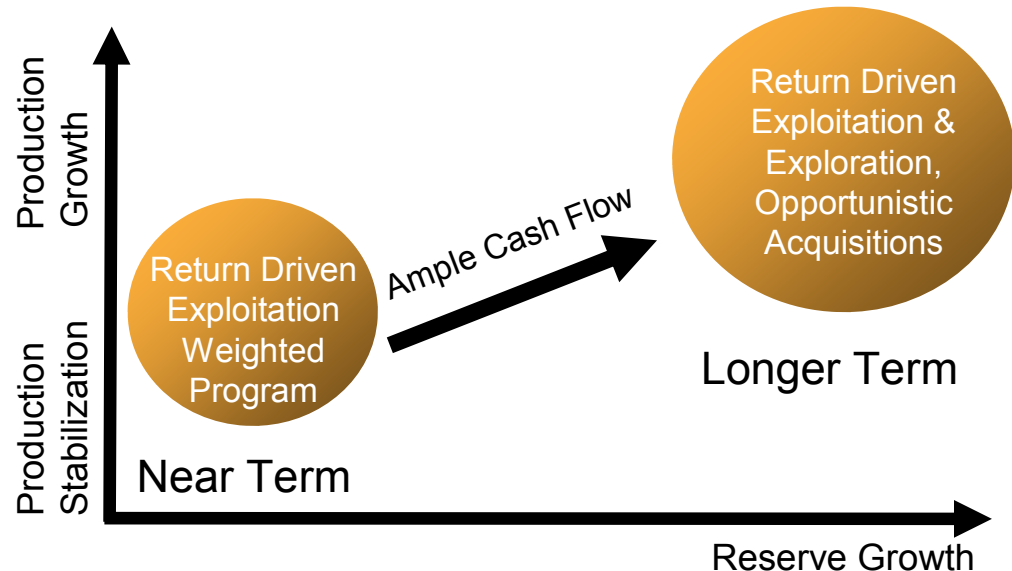 Production
Growth
Production
Stabilization
Return Driven
Exploitation
Weighted
Program
Near Term
Ample Cash Flow
Return Driven
Exploitation &
Exploration,
Opportunistic
Acquisitions
Longer Term
Reserve Growth